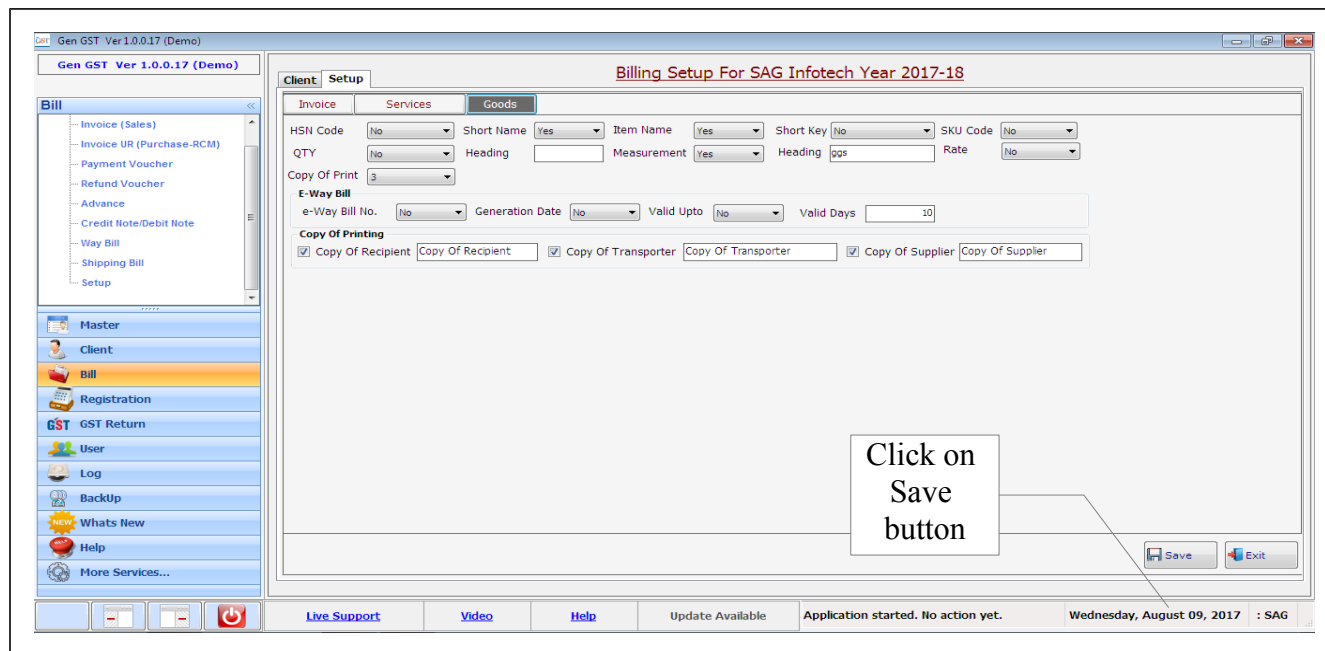 GST Gen GST Ver 1.0.0.17 (Demo)
Gen GST Ver 1.0.0.17 (Demo)
Bill
Invoice (Sales)
Invoice UR (Purchase-RCM)
Payment Voucher
Refund Voucher
Advance
Credit Note/Debit Note
Way Bill
Shipping Bill
Setup
Master
Client
Bill
Registration
GST GST Return
User
Log
BackUp
NEW Whats New
Help
More Services...
Client Setup
Billing Setup For SAG Infotech Year 2017-18
Invoice Services Goods
HSN Code No Short Name Yes Item Name Yes Short Key No SKU Code No
QTY No Heading Measurement Yes Heading ggs Rate No
Copy Of Print 3
E-Way Bill
e-Way Bill No. No Generation Date No Valid Upto No Valid Days 10
Copy Of Printing
Copy Of Recipient Copy Of Recipient Copy Of Transporter Copy Of Transporter Copy Of Supplier Copy Of Supplier
Click on
Save
button
Save Exit
Live Support Video Help Update Available Application started. No action yet. Wednesday, August 09, 2017 : SAG